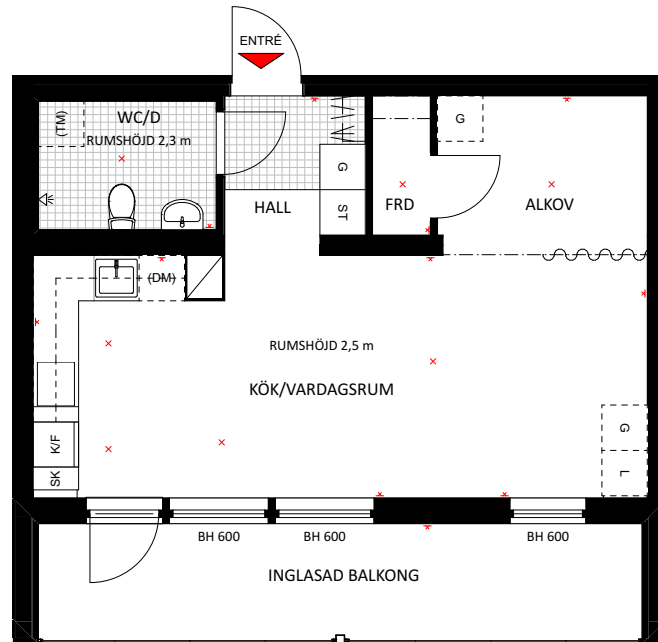 ENTRÉ
WC/D
(TM)
RUMSHÖJD 2,3 m
G
G
HALL
ST
FRD
ALKOV
(DM)
RUMSHÖJD 2,5 m
KÖK/VARDAGSRUM
K/F
SK
G
L
BH 600
BH 600
BH 600
INGLASAD BALKONG